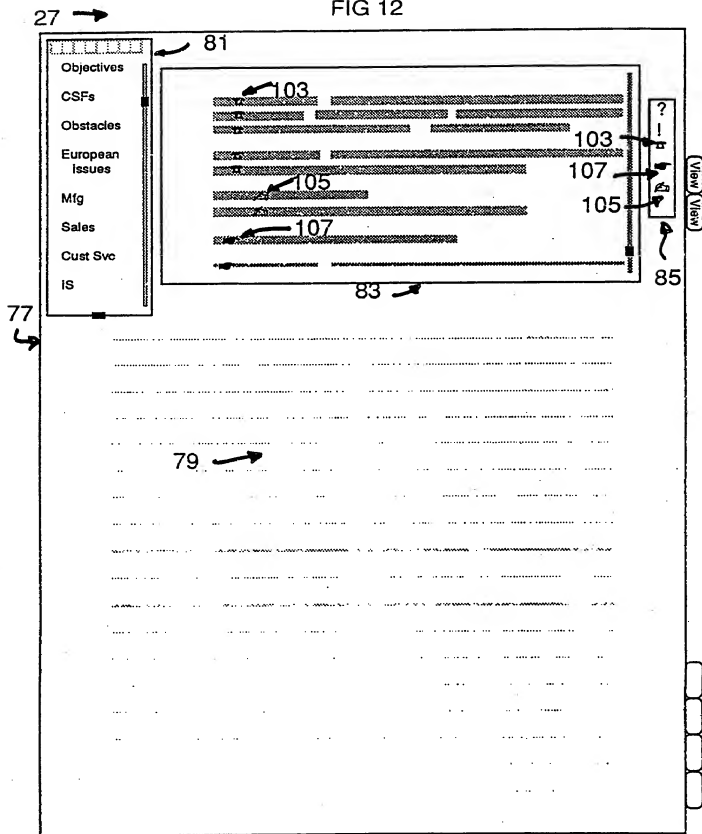 FIG 12
27
81
Objectives
CSFs
Obstacles
European
Issues
Mfg
Sales
Cust Svc
IS
103
105
107
83
?
!
103
107
105
85
View
View
77
79